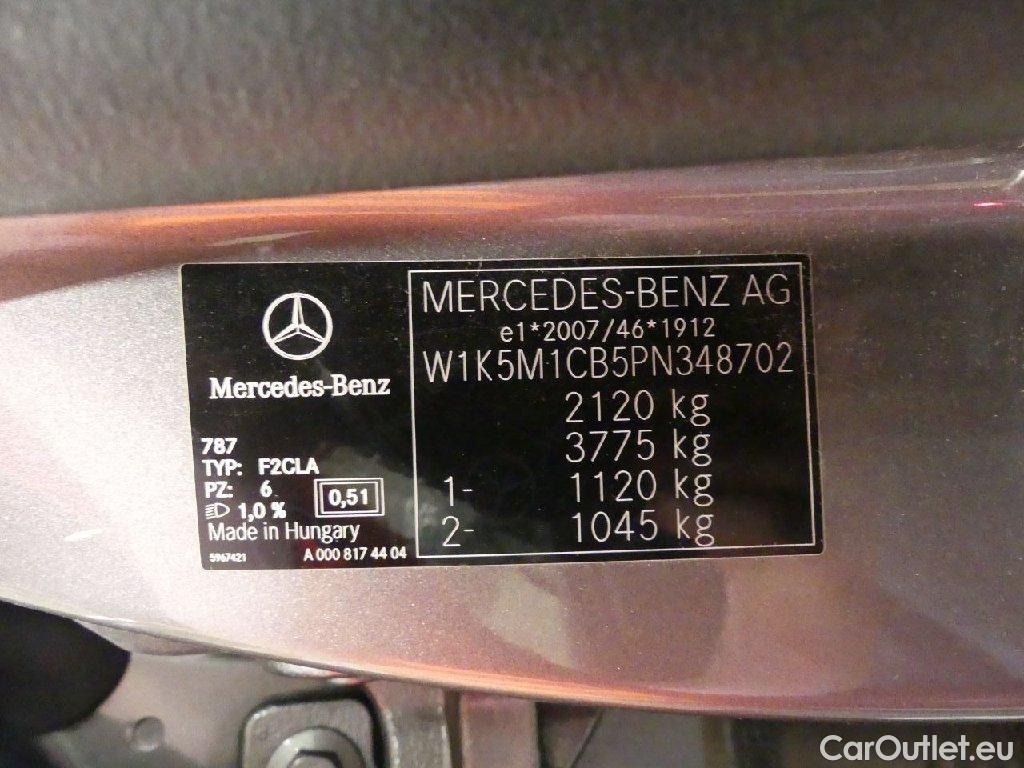 Mercedes-Benz
787
TYP: F2CLA
PZ: 6
0,51
1,0 %
Made in Hungary
5967421 A 000 817 44 04
MERCEDES-BENZ AG
e1*2007/46*1912
W1K5M1CB5PN348702
2120 kg
3775 kg
1- 1120 kg
2- 1045 kg
CarOutlet.eu